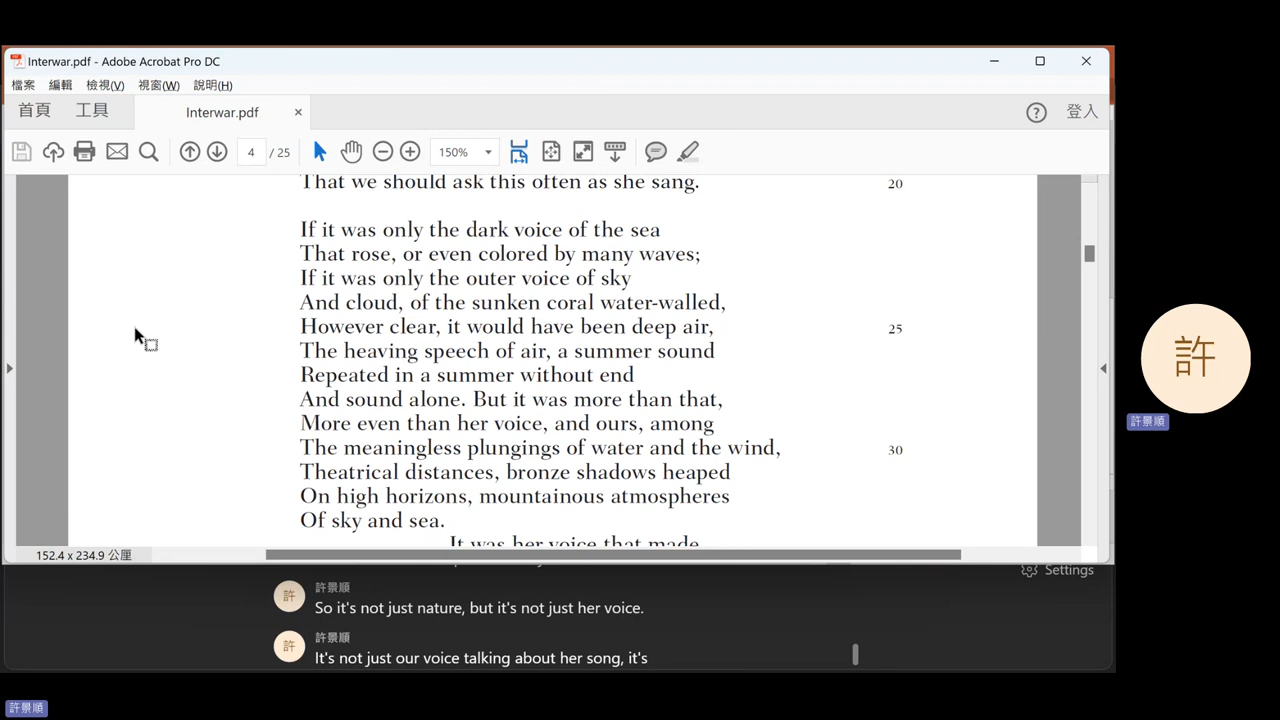 Interwar.pdf - Adobe Acrobat Pro DC
檔案 編輯 檢視(V) 視窗(W) 說明(H)
首頁 工具 Interwar.pdf × ? 登入
4 / 25 150%
That we should ask this often as she sang. 20
If it was only the dark voice of the sea
That rose, or even colored by many waves;
If it was only the outer voice of sky
And cloud, of the sunken coral water-walled,
However clear, it would have been deep air, 25
The heaving speech of air, a summer sound
Repeated in a summer without end
And sound alone. But it was more than that,
More even than her voice, and ours, among
The meaningless plungings of water and the wind, 30
Theatrical distances, bronze shadows heaped
On high horizons, mountainous atmospheres
Of sky and sea.
It was her voice that made
152.4 x 234.9 公厘
Settings
許景順
許 So it's not just nature, but it's not just her voice.
許景順
許 It's not just our voice talking about her song, it's
許
許景順
許景順